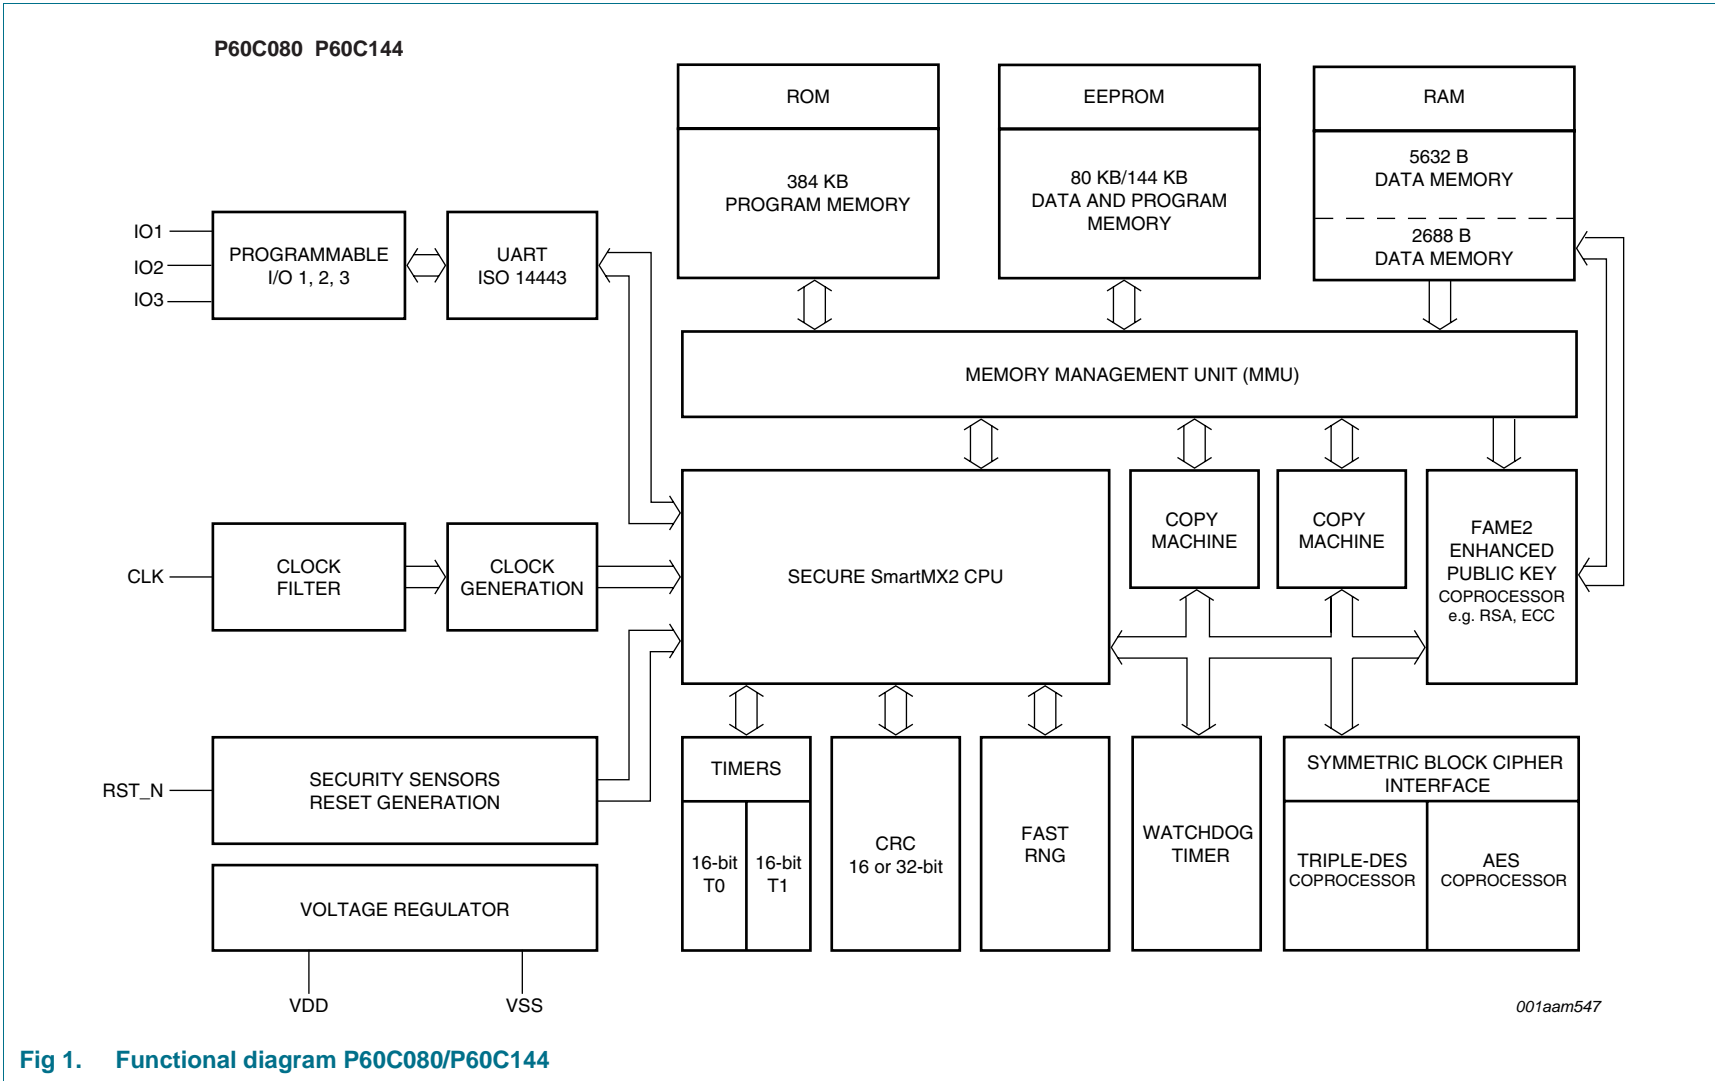 P60C080 P60C144
ROM
384 KB
PROGRAM MEMORY
EEPROM
80 KB/144 KB
DATA AND PROGRAM
MEMORY
RAM
5632 B
DATA MEMORY
2688 B
DATA MEMORY
IO1
IO2
IO3
PROGRAMMABLE
I/O 1, 2, 3
UART
ISO 14443
MEMORY MANAGEMENT UNIT (MMU)
CLK
CLOCK
FILTER
CLOCK
GENERATION
SECURE SmartMX2 CPU
COPY
MACHINE
COPY
MACHINE
FAME2
ENHANCED
PUBLIC KEY
COPROCESSOR
e.g. RSA, ECC
RST_N
SECURITY SENSORS
RESET GENERATION
TIMERS
16-bit
T0
16-bit
T1
CRC
16 or 32-bit
FAST
RNG
WATCHDOG
TIMER
SYMMETRIC BLOCK CIPHER
INTERFACE
TRIPLE-DES
COPROCESSOR
AES
COPROCESSOR
VOLTAGE REGULATOR
VDD
VSS
001aam547
Fig 1. Functional diagram P60C080/P60C144